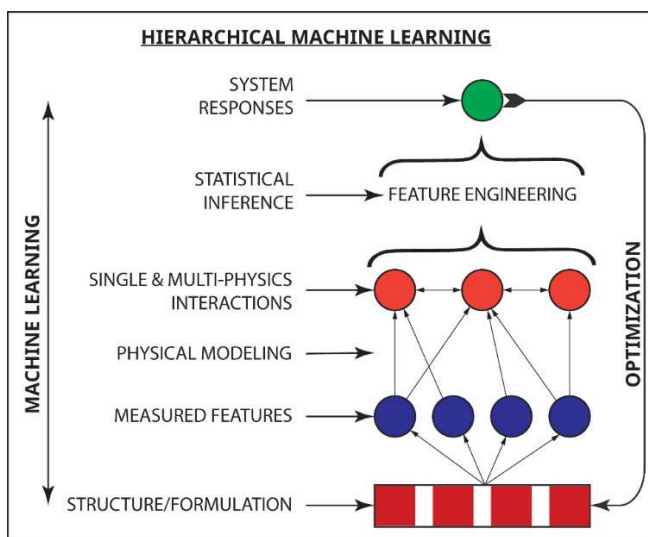 HIERARCHICAL MACHINE LEARNING
SYSTEM
RESPONSES
STATISTICAL
INFERENCE
FEATURE ENGINEERING
SINGLE & MULTI-PHYSICS
INTERACTIONS
PHYSICAL MODELING
MEASURED FEATURES
STRUCTURE/FORMULATION
MACHINE LEARNING
OPTIMIZATION